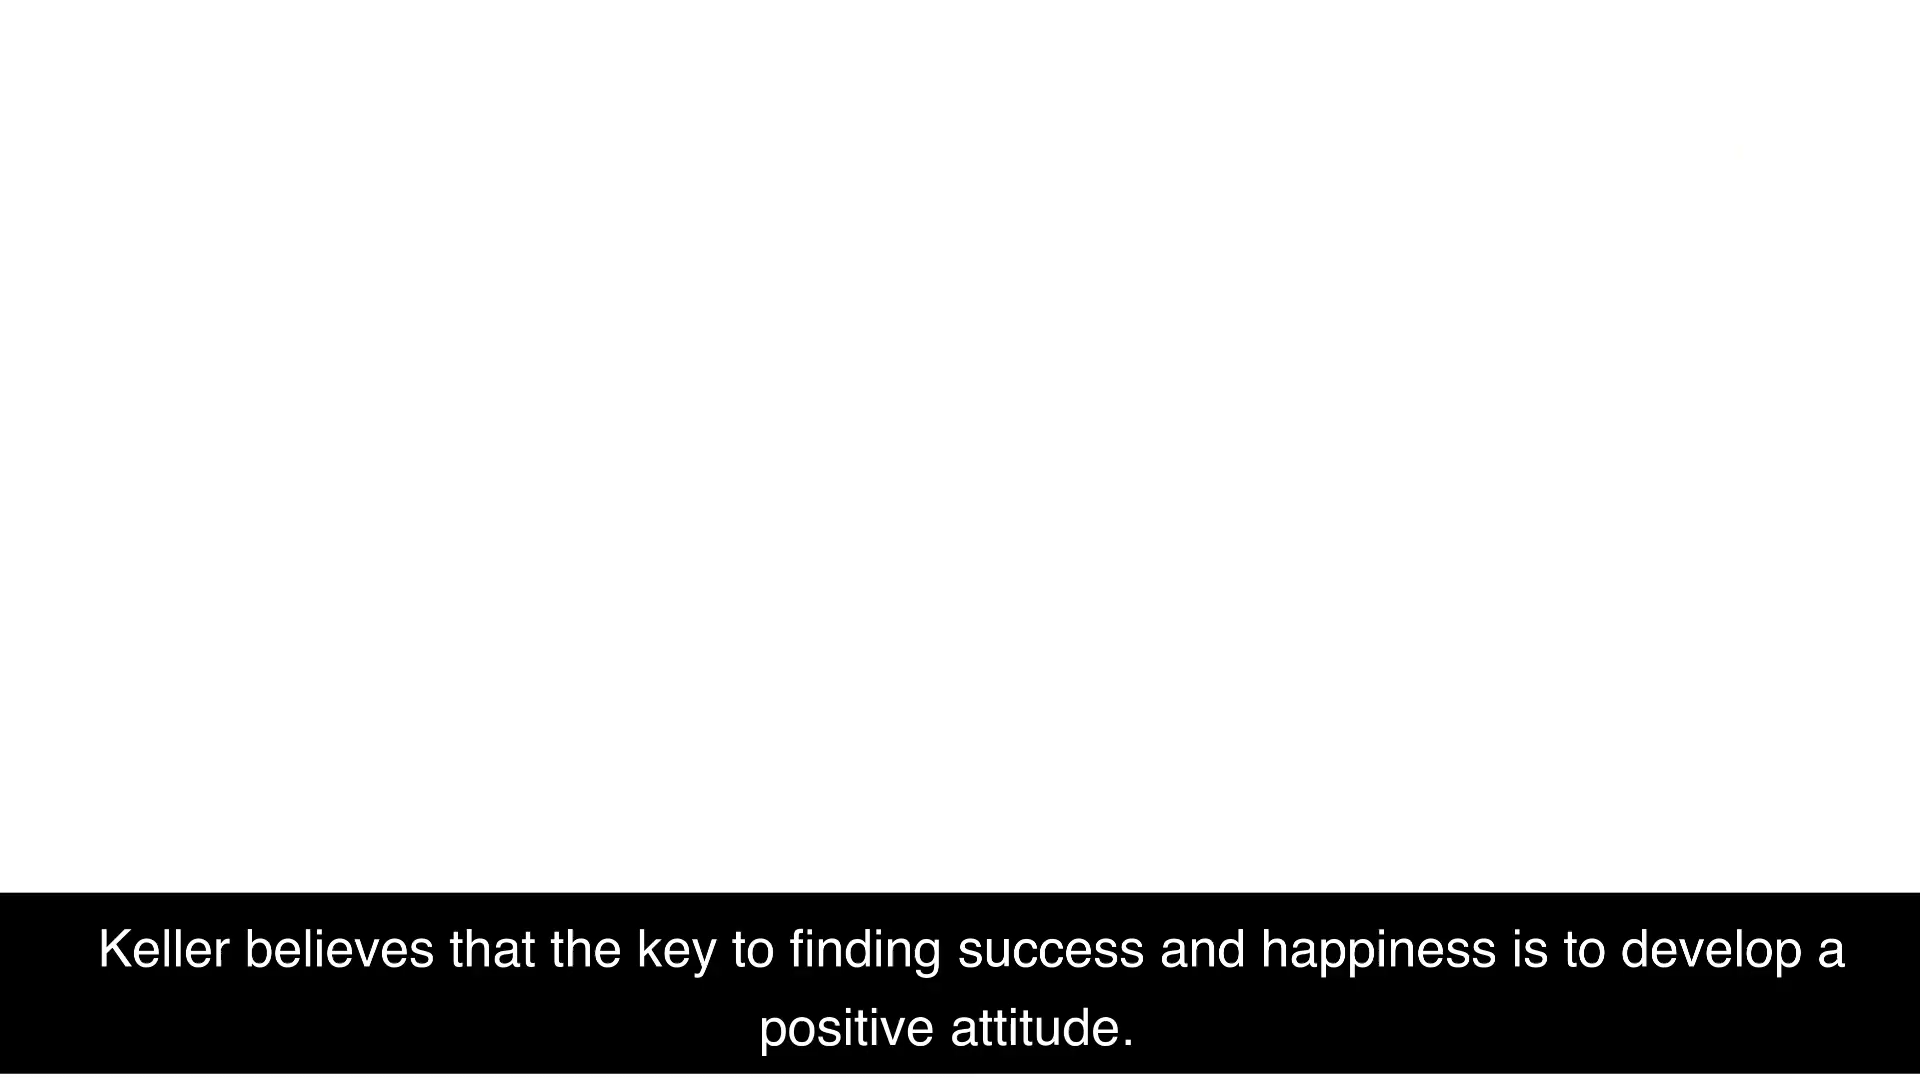 Keller believes that the key to finding success and happiness is to develop a
positive attitude.